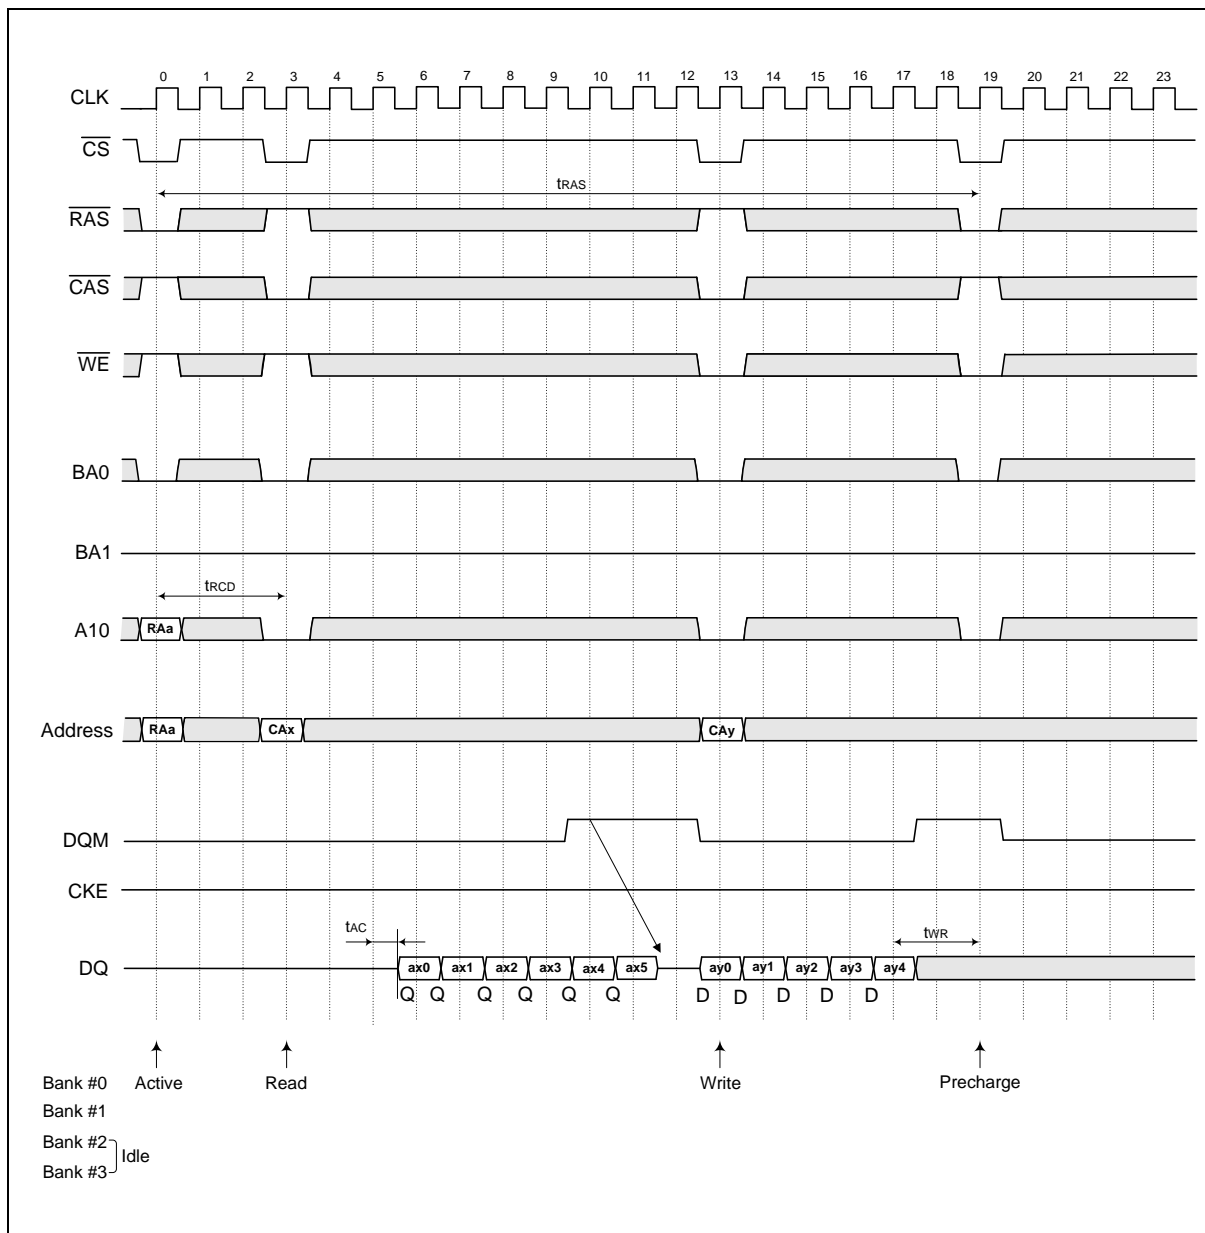 0 1 2 3 4 5 6 7 8 9 10 11 12 13 14 15 16 17 18 19 20 21 22 23
CLK
CS
tRAS
RAS
CAS
WE
BA0
BA1
tRCD
A10 RAa
Address RAa CAx CAy
DQM
CKE
tAC tWR
DQ ax0 ax1 ax2 ax3 ax4 ax5 ay0 ay1 ay2 ay3 ay4
Q Q Q Q Q Q D D D D D
Bank #0 Active Read Write Precharge
Bank #1
Bank #2
Idle
Bank #3